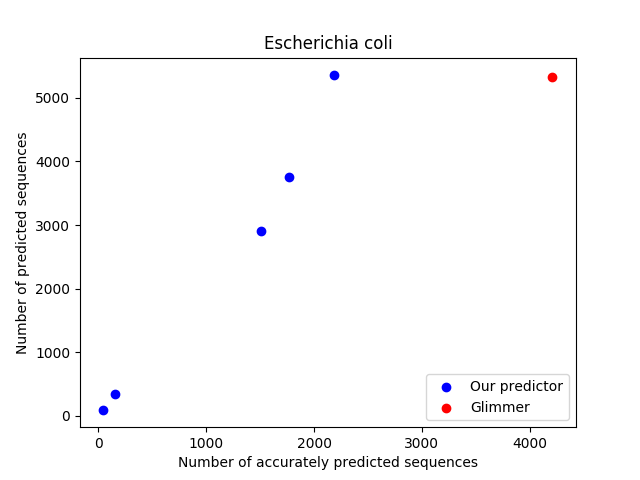 Escherichia coli
Number of predicted sequences
5000
4000
3000
2000
1000
0
0 1000 2000 3000 4000
Number of accurately predicted sequences
Our predictor
Glimmer